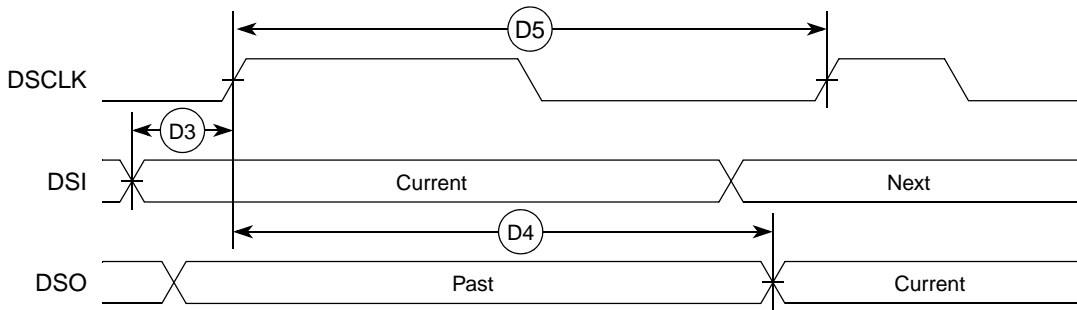 D5
DSCLK
D3
DSI
Current
Next
D4
DSO
Past
Current